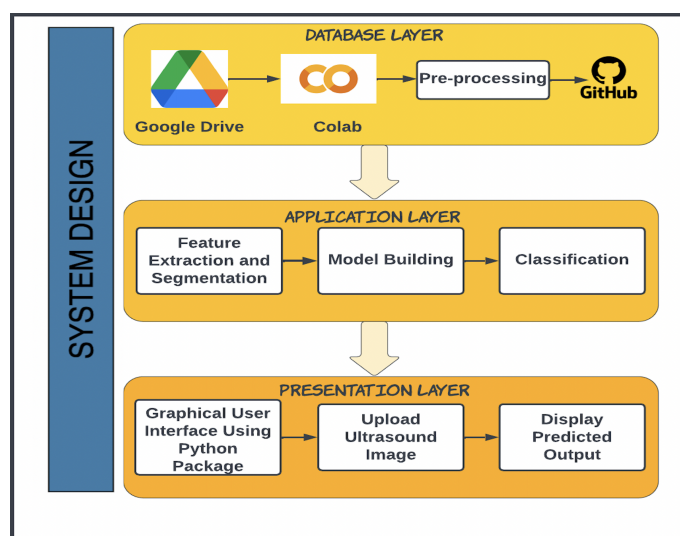 SYSTEM DESIGN
DATABASE LAYER
Google Drive
Colab
Pre-processing
GitHub
APPLICATION LAYER
Feature
Extraction and
Segmentation
Model Building
Classification
PRESENTATION LAYER
Graphical User
Interface Using
Python
Package
Upload
Ultrasound
Image
Display
Predicted
Output